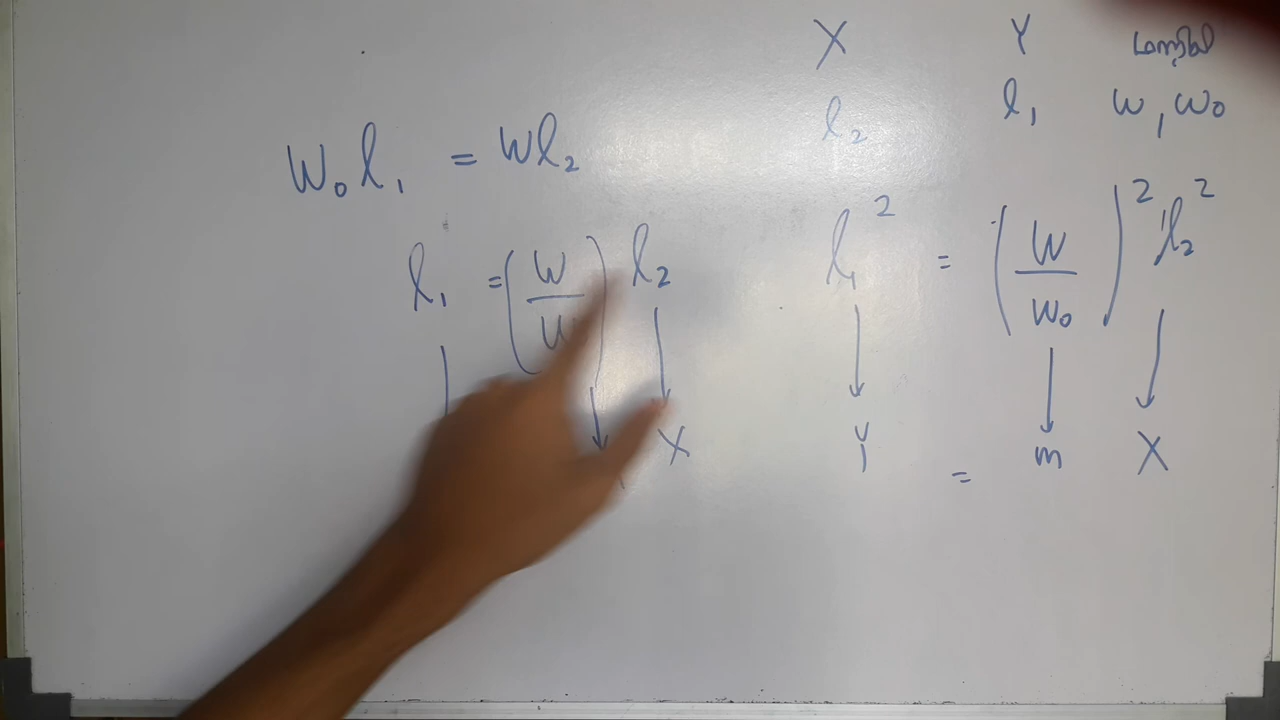 X Y
l₂ l₁ w, w₀
W₀l₁ = Wl₂
l₁ = (W/W) l₂
l₁² = (W/W₀)² l₂²
X
Y = m X